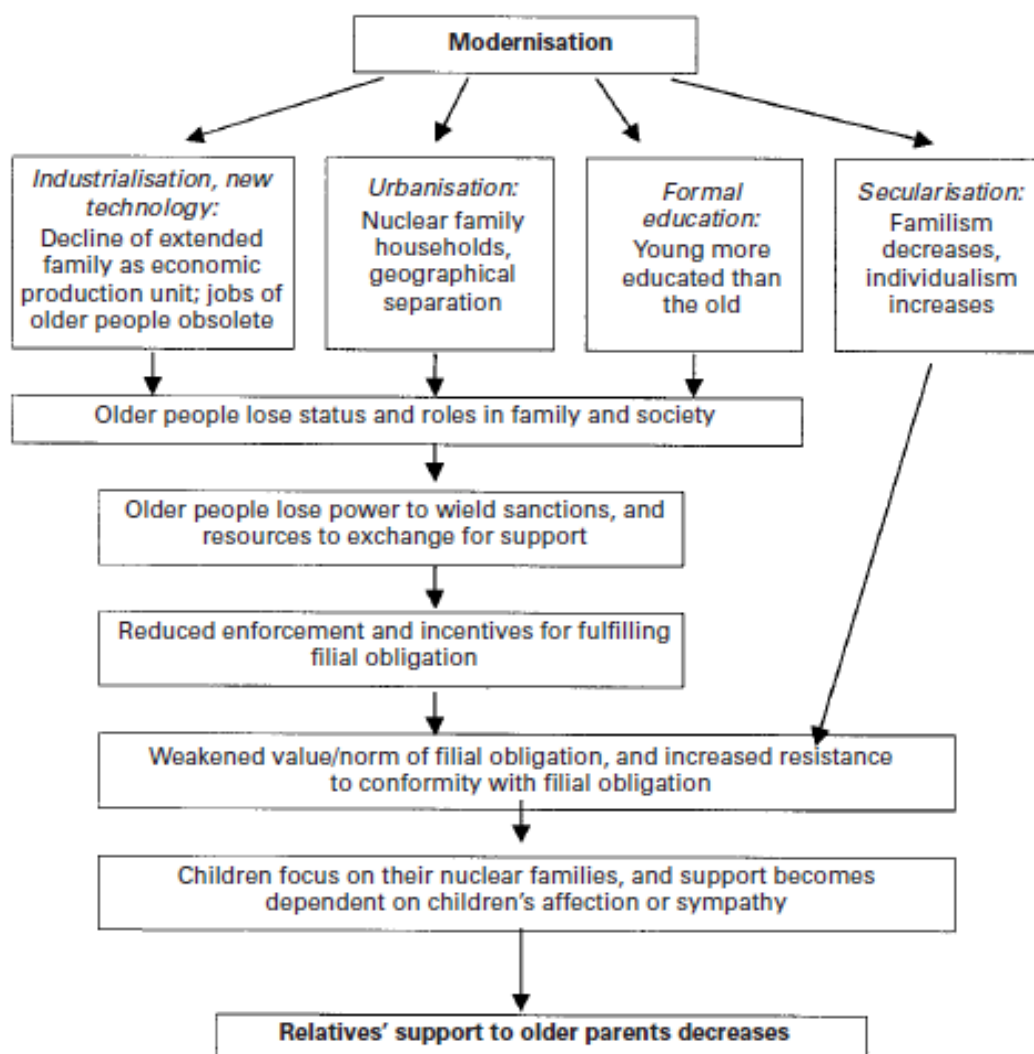 Modernisation
Industrialisation, new
technology:
Decline of extended
family as economic
production unit; jobs of
older people obsolete
Urbanisation:
Nuclear family
households,
geographical
separation
Formal
education:
Young more
educated than
the old
Secularisation:
Familism
decreases,
individualism
increases
Older people lose status and roles in family and society
Older people lose power to wield sanctions, and
resources to exchange for support
Reduced enforcement and incentives for fulfilling
filial obligation
Weakened value/norm of filial obligation, and increased resistance
to conformity with filial obligation
Children focus on their nuclear families, and support becomes
dependent on children's affection or sympathy
Relatives' support to older parents decreases